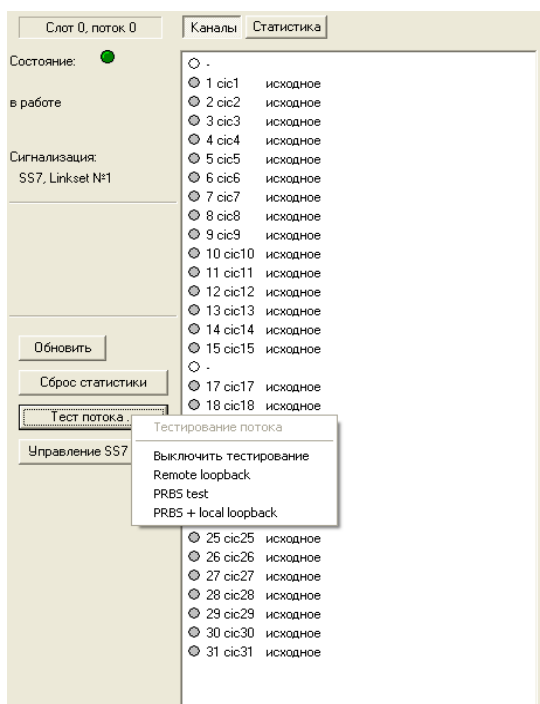 Слот 0, поток 0
Каналы
Статистика
Состояние:
в работе
Сигнализация:
SS7, Linkset №1
Обновить
Сброс статистики
Тест потока .
Управление SS7
-
1 cic1 исходное
2 cic2 исходное
3 cic3 исходное
4 cic4 исходное
5 cic5 исходное
6 cic6 исходное
7 cic7 исходное
8 cic8 исходное
9 cic9 исходное
10 cic10 исходное
11 cic11 исходное
12 cic12 исходное
13 cic13 исходное
14 cic14 исходное
15 cic15 исходное
-
17 cic17 исходное
18 cic18 исходное
Тестирование потока
Выключить тестирование
Remote loopback
PRBS test
PRBS + local loopback
25 cic25 исходное
26 cic26 исходное
27 cic27 исходное
28 cic28 исходное
29 cic29 исходное
30 cic30 исходное
31 cic31 исходное